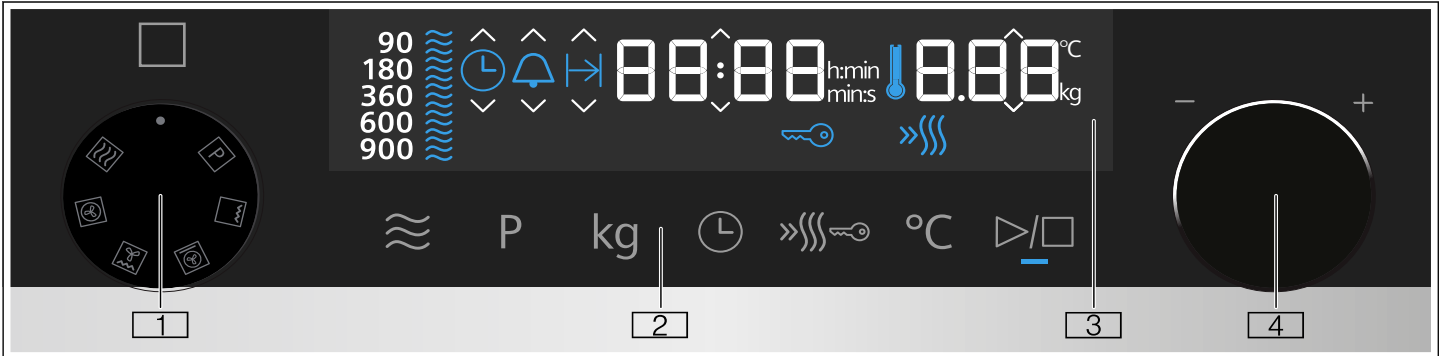 90
180
360
600
900
88:88 h:min
min:s
8.88 °C
kg
− +
P
P kg °C
1 2 3 4